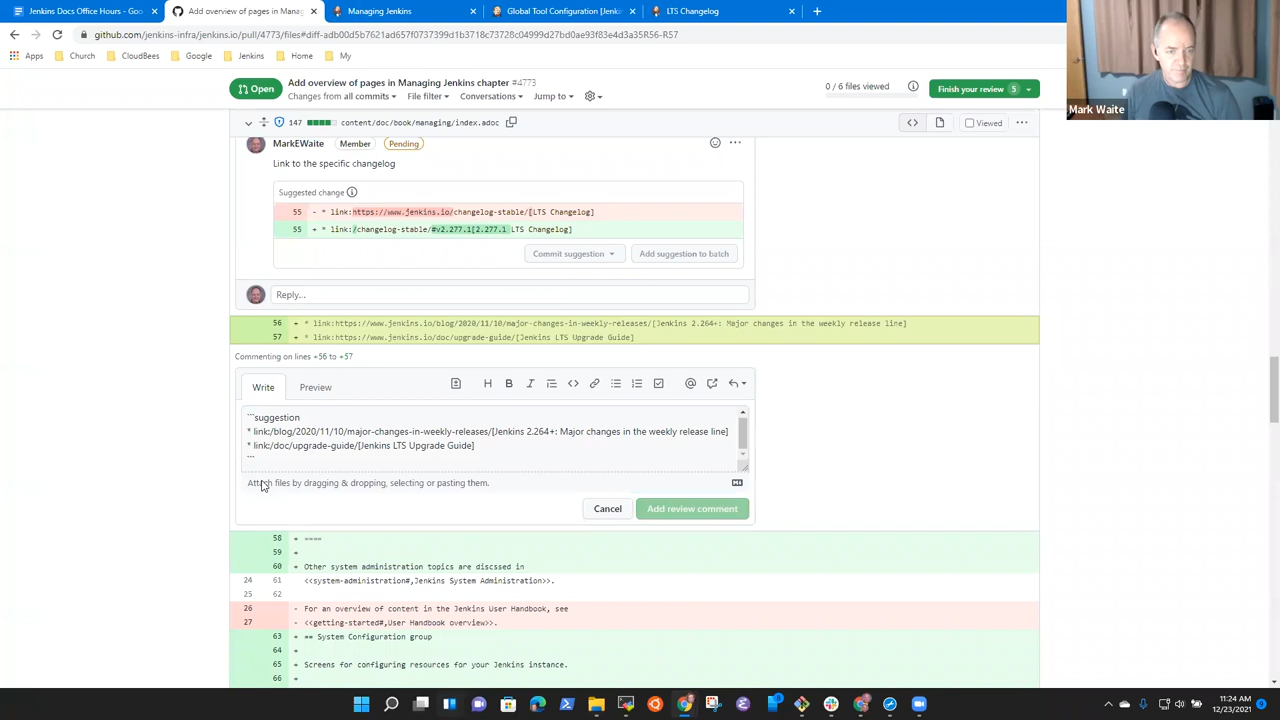 Jenkins Docs Office Hours - Goo
Add overview of pages in Manag
Managing Jenkins
Global Tool Configuration [Jenkin
LTS Changelog
github.com/jenkins-infra/jenkins.io/pull/4773/files#diff-adb00d5b7621ad657f0737399d1b3718c73728c04999d27bd0ae93f83e4d3a35R56-R57
Apps
Church
CloudBees
Google
Jenkins
Home
My
Open
Add overview of pages in Managing Jenkins chapter #4773
Changes from all commits
File filter
Conversations
Jump to
0 / 6 files viewed
Finish your review 5
Mark Waite
147
content/doc/book/managing/index.adoc
Viewed
MarkEWaite Member Pending
Link to the specific changelog
Suggested change
55 - * link:https://www.jenkins.io/changelog-stable/[LTS Changelog]
55 + * link:/changelog-stable/#v2.277.1[2.277.1 LTS Changelog]
Commit suggestion
Add suggestion to batch
Reply...
56 + * link:https://www.jenkins.io/blog/2020/11/10/major-changes-in-weekly-releases/[Jenkins 2.264+: Major changes in the weekly release line]
57 + * link:https://www.jenkins.io/doc/upgrade-guide/[Jenkins LTS Upgrade Guide]
Commenting on lines +56 to +57
Write
Preview
```suggestion
* link:/blog/2020/11/10/major-changes-in-weekly-releases/[Jenkins 2.264+: Major changes in the weekly release line]
* link:/doc/upgrade-guide/[Jenkins LTS Upgrade Guide]
```
Attach files by dragging & dropping, selecting or pasting them.
Cancel
Add review comment
58 + ====
59 +
60 + Other system administration topics are discssed in
24 61 <<system-administration#,Jenkins System Administration>>.
25 62
26 - For an overview of content in the Jenkins User Handbook, see
27 - <<getting-started#,User Handbook overview>>.
63 + == System Configuration group
64 +
65 + Screens for configuring resources for your Jenkins instance.
66 +
11:24 AM
12/23/2021